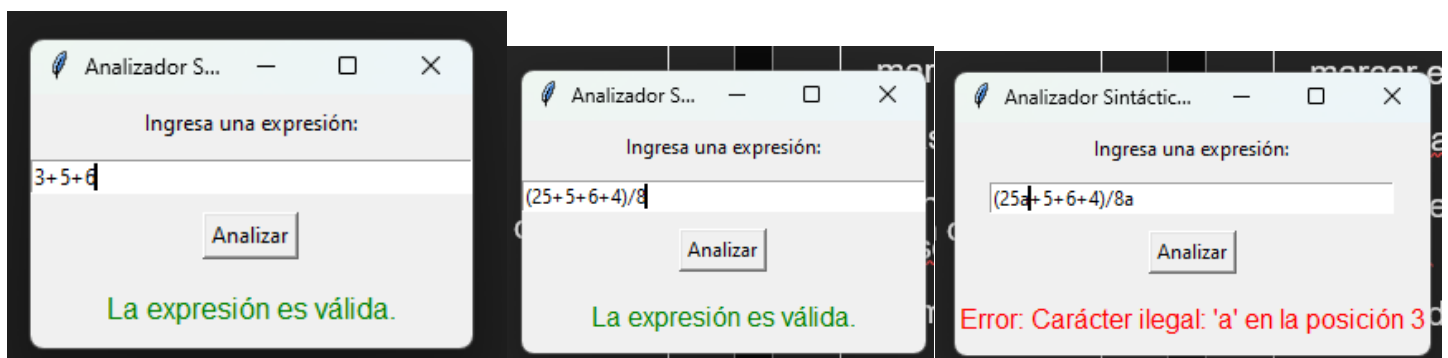 Analizador S...
Ingresa una expresión:
3+5+6
Analizar
La expresión es válida.
Analizador S...
Ingresa una expresión:
(25+5+6+4)/8
Analizar
La expresión es válida.
Analizador Sintáctic...
Ingresa una expresión:
(25a+5+6+4)/8a
Analizar
Error: Carácter ilegal: 'a' en la posición 3